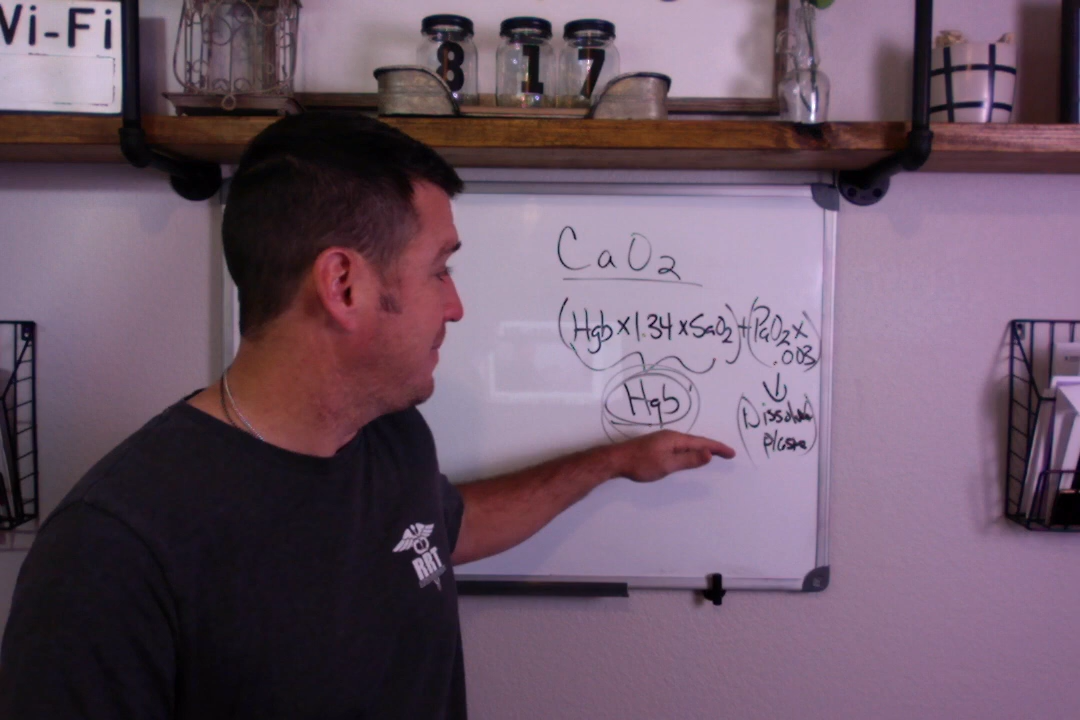 Wi-Fi
8 1 7
CaO₂
(Hgb x 1.34 x SaO₂) + (PaO₂ x .003)
Hgb
Dissolved
plasma
RRT